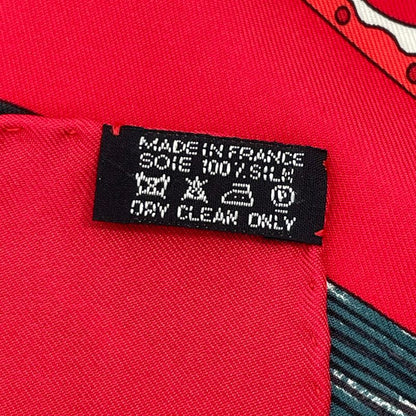 MADE IN FRANCE
SOIE 100% SILK
DRY CLEAN ONLY